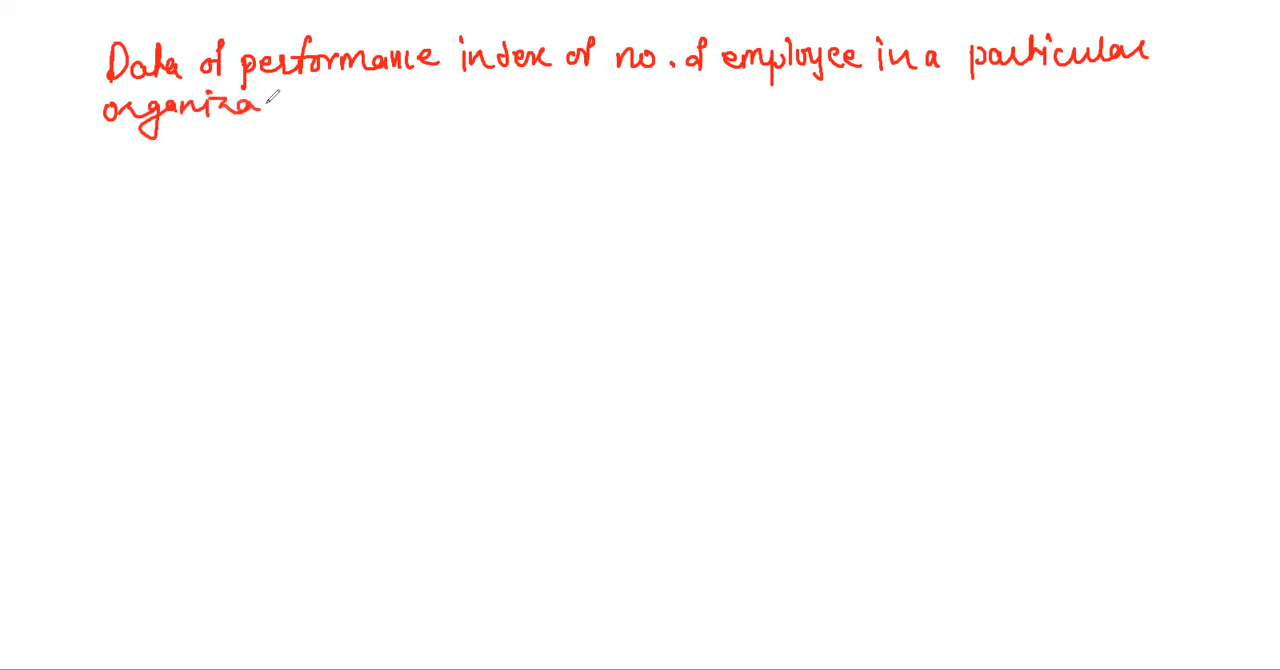 Data of performance index of no. of employee in a particular
organiza